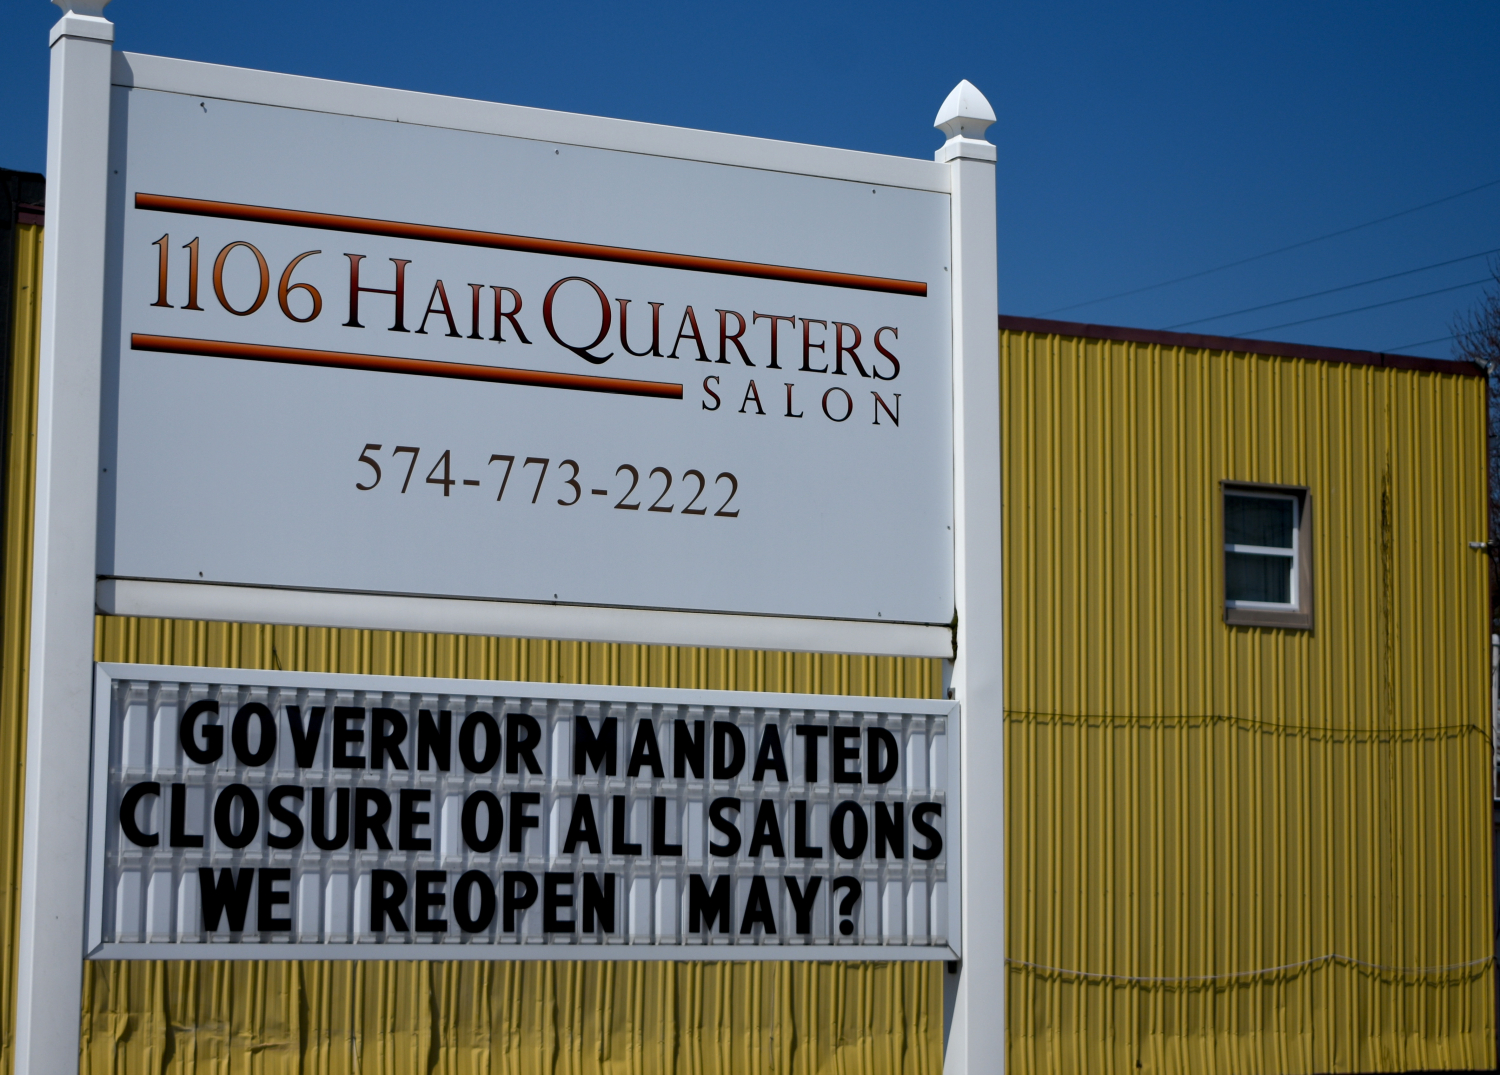 1106 HAIR QUARTERS
SALON
574-773-2222
GOVERNOR MANDATED
CLOSURE OF ALL SALONS
WE REOPEN MAY?